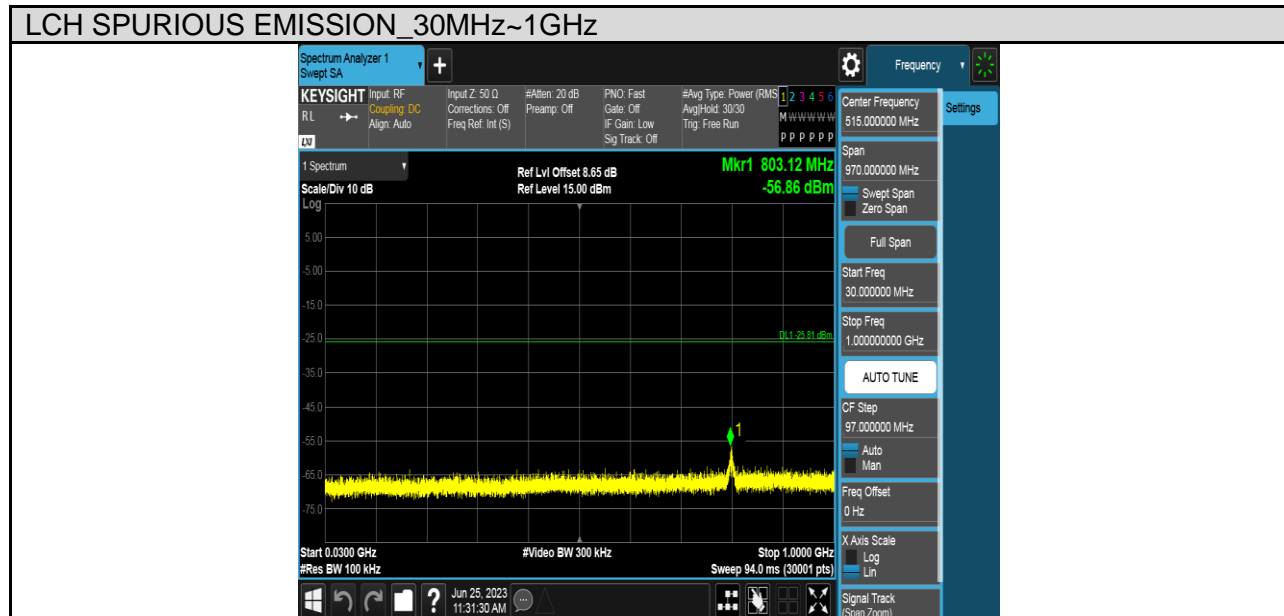 LCH SPURIOUS EMISSION_30MHz~1GHz
Spectrum Analyzer 1
Swept SA
+
Frequency
KEYSIGHT
RL
LXI
Input: RF
Coupling: DC
Align: Auto
Input Z: 50 Ω
Corrections: Off
Freq Ref: Int (S)
#Atten: 20 dB
Preamp: Off
PNO: Fast
Gate: Off
IF Gain: Low
Sig Track: Off
#Avg Type: Power (RMS
Avg|Hold: 30/30
Trig: Free Run
1 2 3 4 5 6
M W W W W W
P P P P P P
1 Spectrum
Scale/Div 10 dB
Ref Lvl Offset 8.65 dB
Ref Level 15.00 dBm
Mkr1 803.12 MHz
-56.86 dBm
Log
5.00
-5.00
-15.0
-25.0
DL1 -25.81 dBm
-35.0
-45.0
-55.0
1
-65.0
-75.0
Start 0.0300 GHz
#Video BW 300 kHz
Stop 1.0000 GHz
#Res BW 100 kHz
Sweep 94.0 ms (30001 pts)
?
Jun 25, 2023
11:31:30 AM
Center Frequency
515.000000 MHz
Settings
Span
970.000000 MHz
Swept Span
Zero Span
Full Span
Start Freq
30.000000 MHz
Stop Freq
1.000000000 GHz
AUTO TUNE
CF Step
97.000000 MHz
Auto
Man
Freq Offset
0 Hz
X Axis Scale
Log
Lin
Signal Track
(Span Zoom)